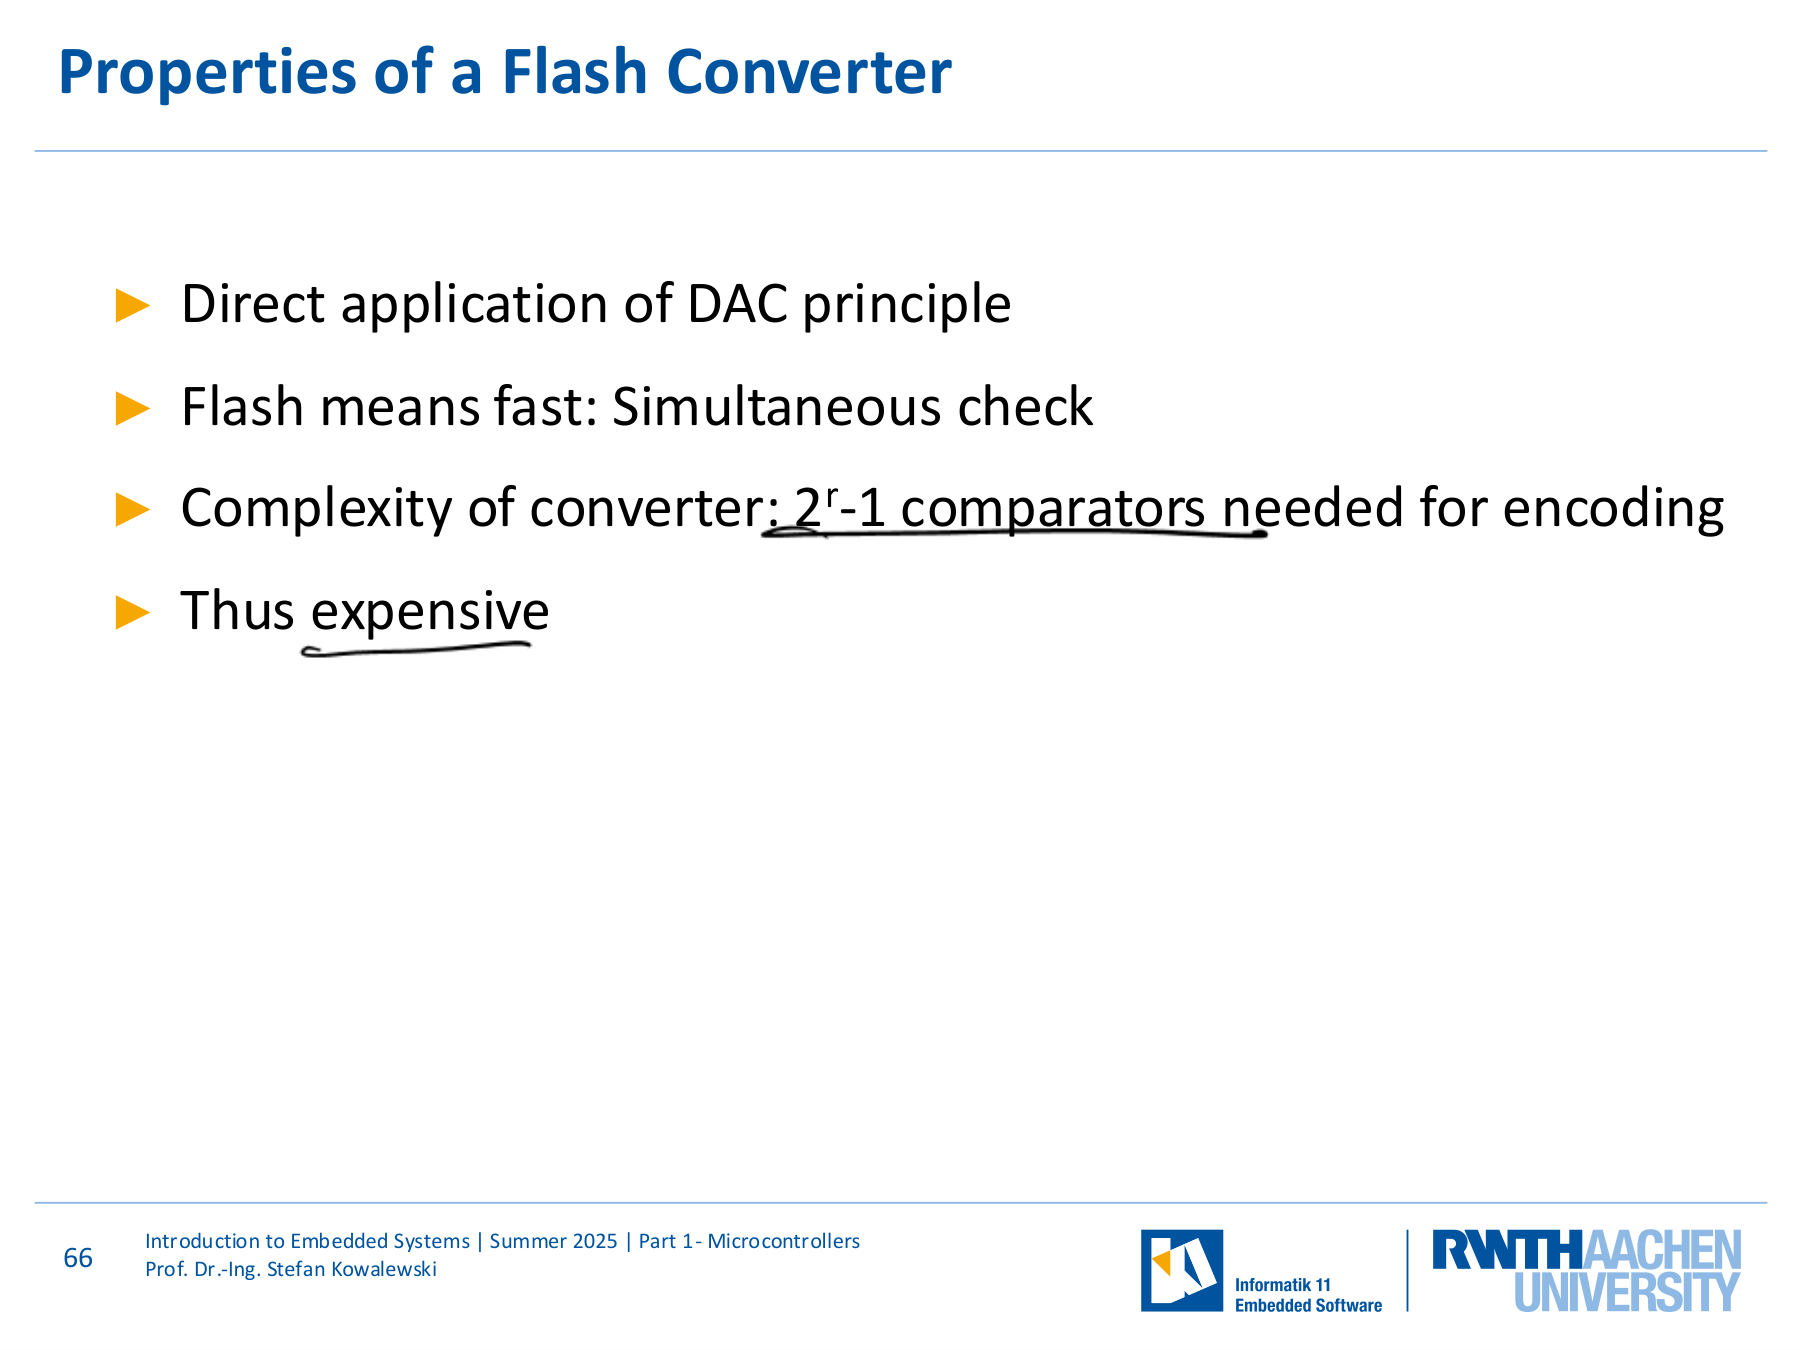 Properties of a Flash Converter
► Direct application of DAC principle
► Flash means fast: Simultaneous check
► Complexity of converter: 2ʳ-1 comparators needed for encoding
► Thus expensive
66
Introduction to Embedded Systems | Summer 2025 | Part 1- Microcontrollers
Prof. Dr.-Ing. Stefan Kowalewski
Informatik 11
Embedded Software
RWTHAACHEN
UNIVERSITY